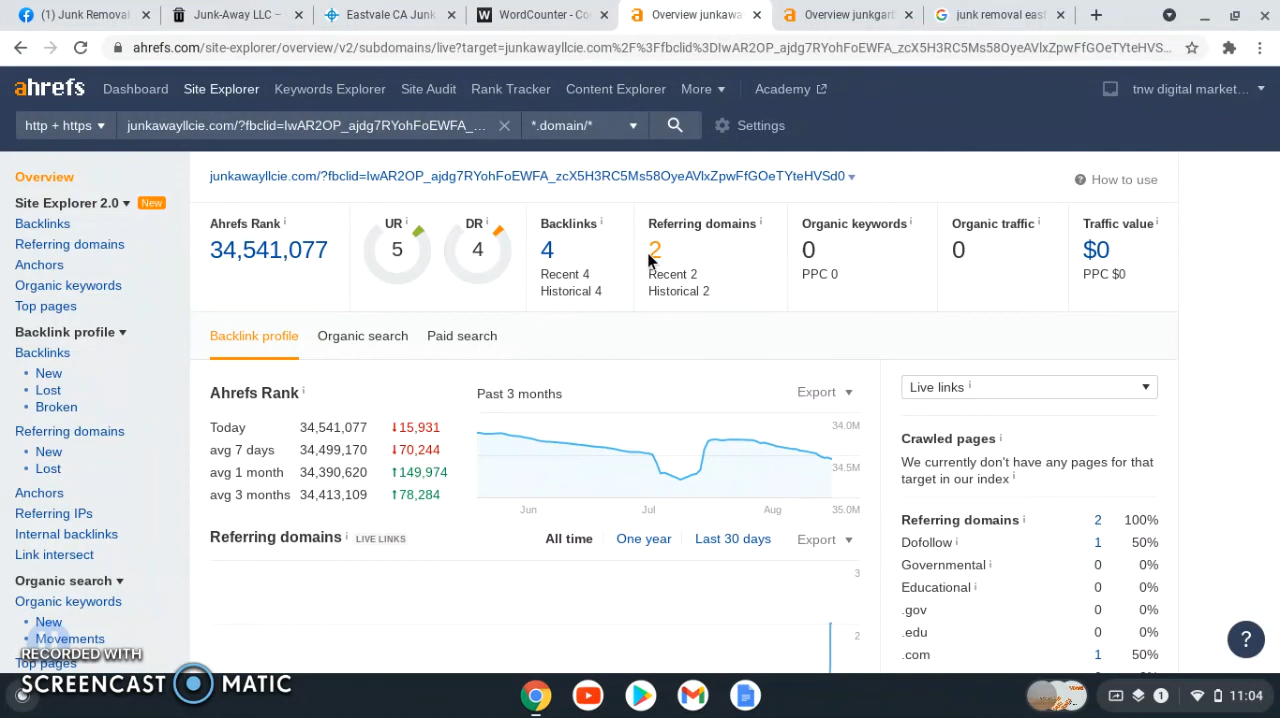 (1) Junk Removal
Junk-Away LLC –
Eastvale CA Junk
WordCounter - Co
Overview junkawa
Overview junkgar
junk removal east
ahrefs.com/site-explorer/overview/v2/subdomains/live?target=junkawayllcie.com%2F%3Ffbclid%3DIwAR2OP_ajdg7RYohFoEWFA_zcX5H3RC5Ms58OyeAVlxZpwFfGOeTYteHVS...
ahrefs
Dashboard
Site Explorer
Keywords Explorer
Site Audit
Rank Tracker
Content Explorer
More
Academy
tnw digital market...
http + https
junkawayllcie.com/?fbclid=IwAR2OP_ajdg7RYohFoEWFA_...
*.domain/*
Settings
Overview
Site Explorer 2.0 New
Backlinks
Referring domains
Anchors
Organic keywords
Top pages
Backlink profile
Backlinks
New
Lost
Broken
Referring domains
New
Lost
Anchors
Referring IPs
Internal backlinks
Link intersect
Organic search
Organic keywords
New
Movements
Top pages
junkawayllcie.com/?fbclid=IwAR2OP_ajdg7RYohFoEWFA_zcX5H3RC5Ms58OyeAVlxZpwFfGOeTYteHVSd0
? How to use
Ahrefs Rank i
34,541,077
UR i
5
DR i
4
Backlinks i
4
Recent 4
Historical 4
Referring domains i
2
Recent 2
Historical 2
Organic keywords i
0
PPC 0
Organic traffic i
0
Traffic value i
$0
PPC $0
Backlink profile
Organic search
Paid search
Ahrefs Rank i
Today 34,541,077 ↓15,931
avg 7 days 34,499,170 ↓70,244
avg 1 month 34,390,620 ↑149,974
avg 3 months 34,413,109 ↑78,284
Past 3 months
Export
34.0M
34.5M
35.0M
Jun Jul Aug
Referring domains i LIVE LINKS
All time
One year
Last 30 days
Export
3
2
Live links i
Crawled pages i
We currently don't have any pages for that
target in our index i
Referring domains i 2 100%
Dofollow i 1 50%
Governmental i 0 0%
Educational i 0 0%
.gov 0 0%
.edu 0 0%
.com 1 50%
?
RECORDED WITH
SCREENCAST MATIC
1
11:04